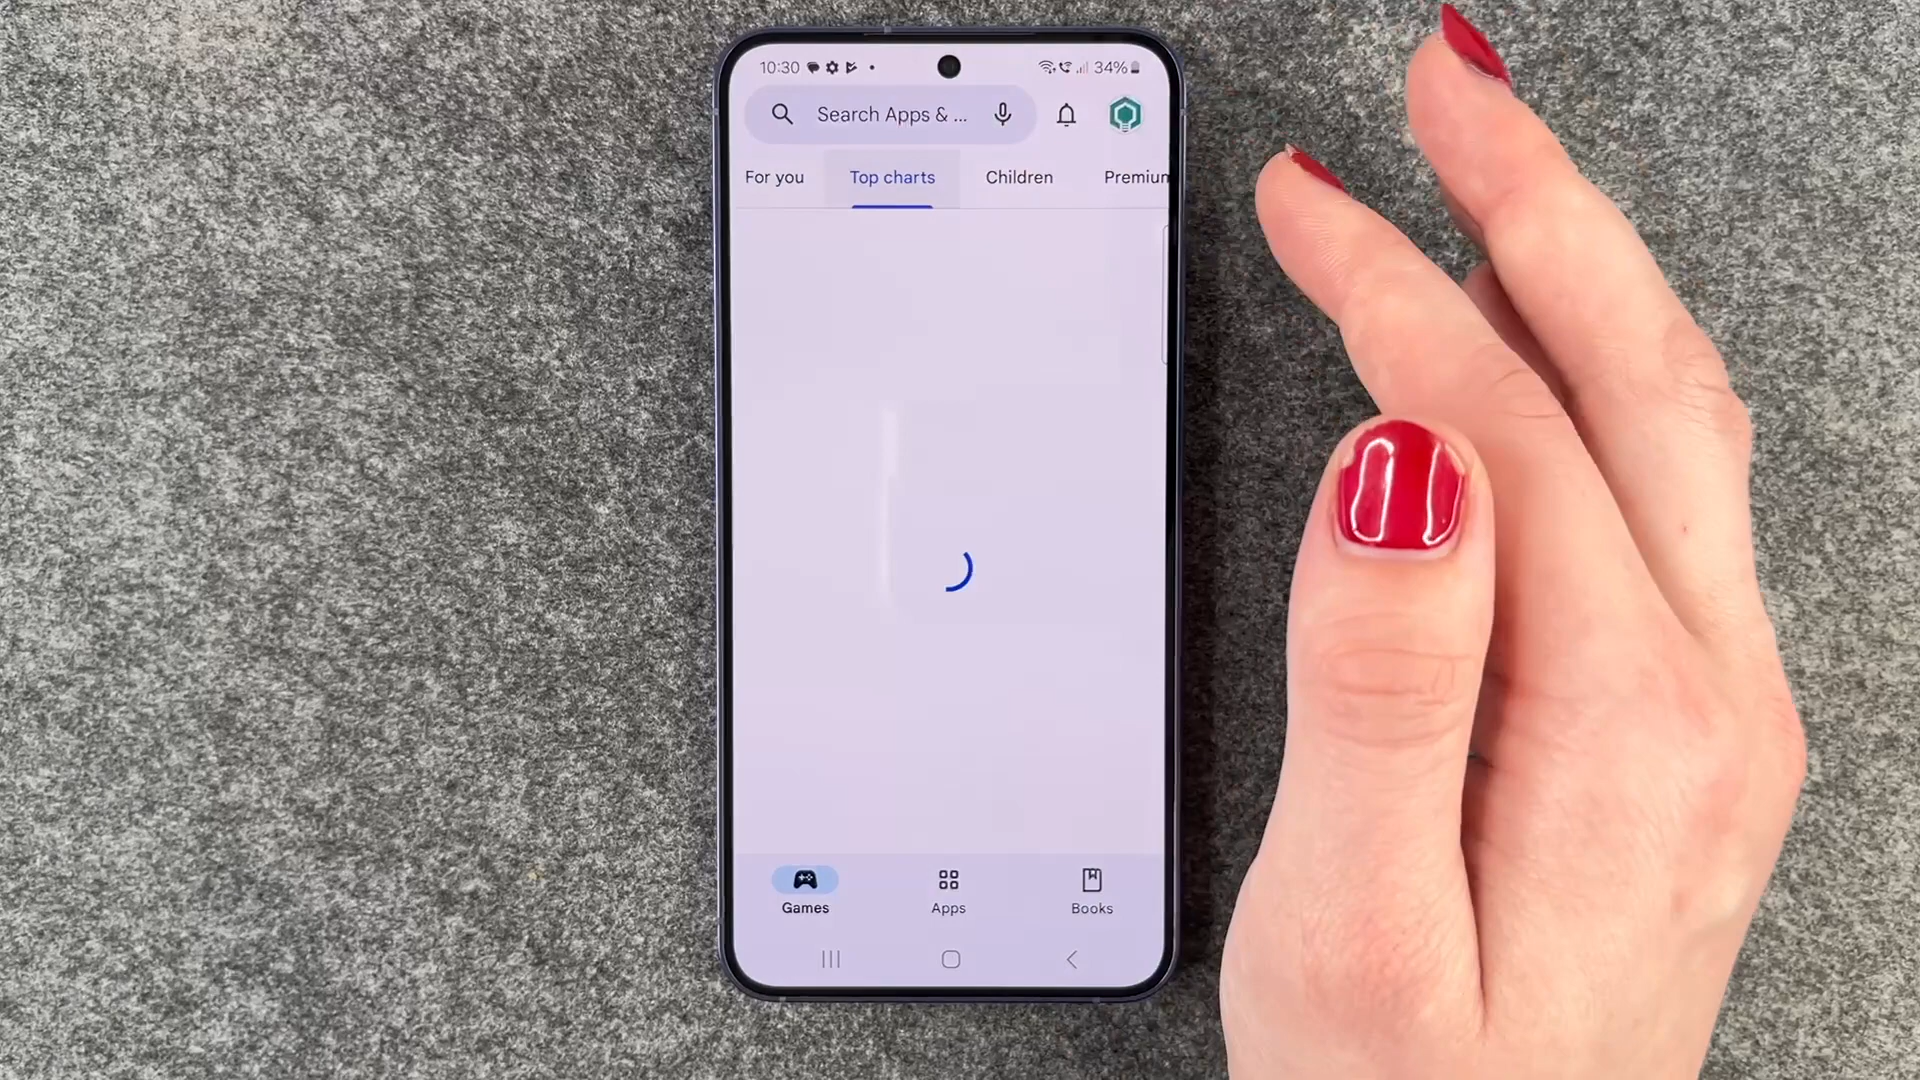 10:30 34%
Search Apps & ...
For you Top charts Children Premium
Games Apps Books